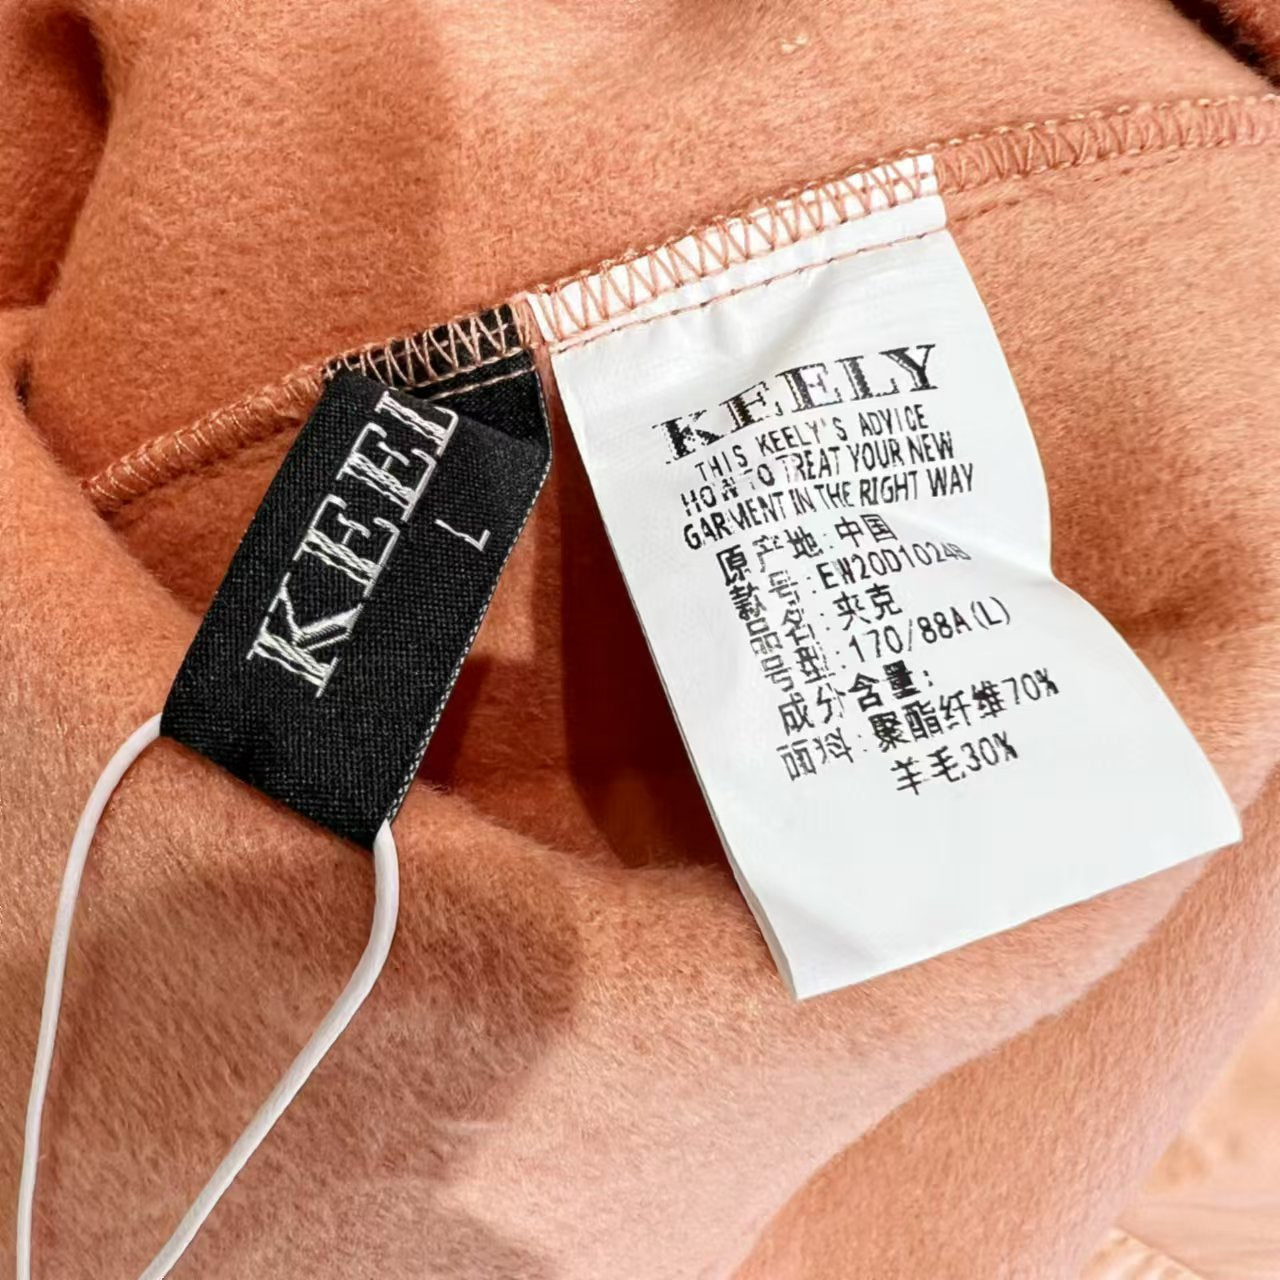 KEEL
L
KEELY
THIS KEELY'S ADVICE
HOW TO TREAT YOUR NEW
GARMENT IN THE RIGHT WAY
原产地:中国
款号:EW20D1024B
品名:夹克
号型:170/88A(L)
成分含量:
面料:聚酯纤维70%
羊毛30%